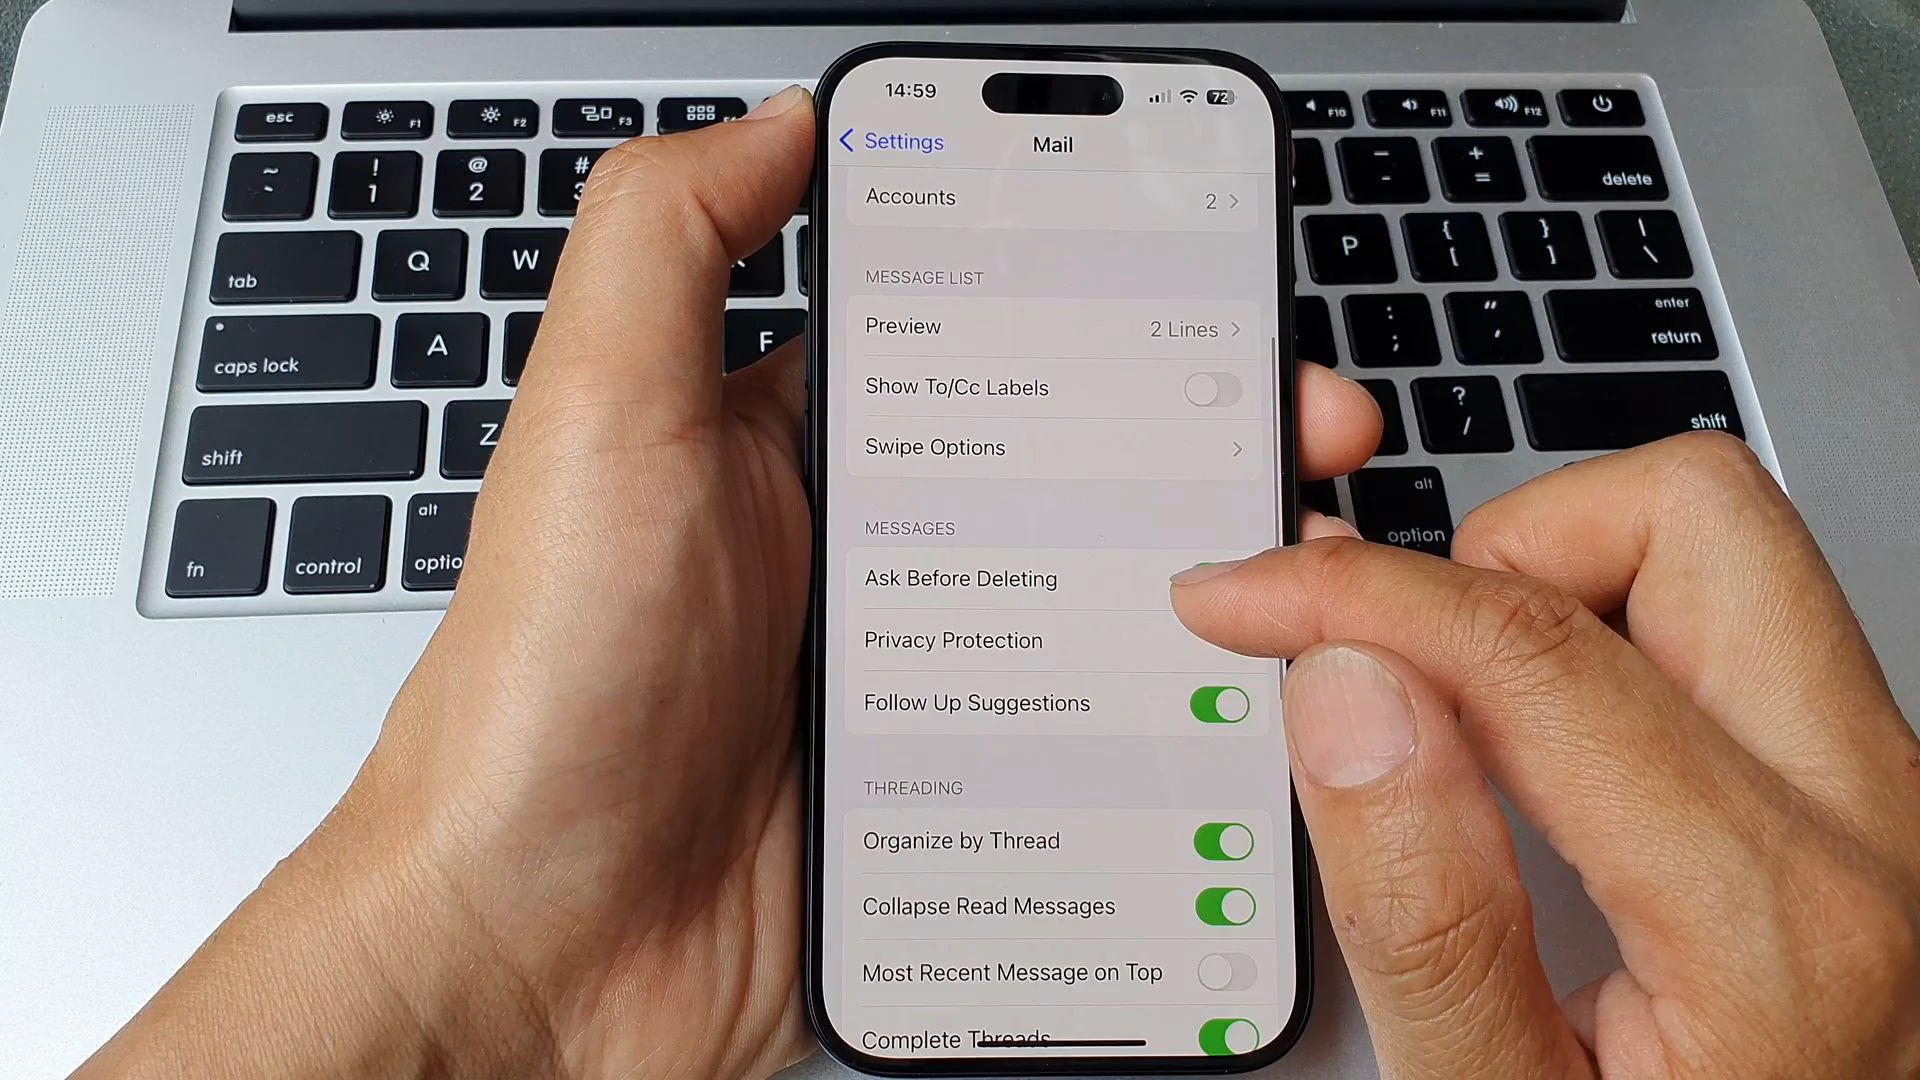 14:59
72
Settings
Mail
Accounts 2
MESSAGE LIST
Preview 2 Lines
Show To/Cc Labels
Swipe Options
MESSAGES
Ask Before Deleting
Privacy Protection
Follow Up Suggestions
THREADING
Organize by Thread
Collapse Read Messages
Most Recent Message on Top
Complete Threads
esc F1 F2 F3 F10 F11 F12
~ ` ! 1 @ 2 # - - + = delete
tab Q W P { [ } ] | \
caps lock A F : ; " ' enter return
shift Z ? / shift
fn control alt alt option